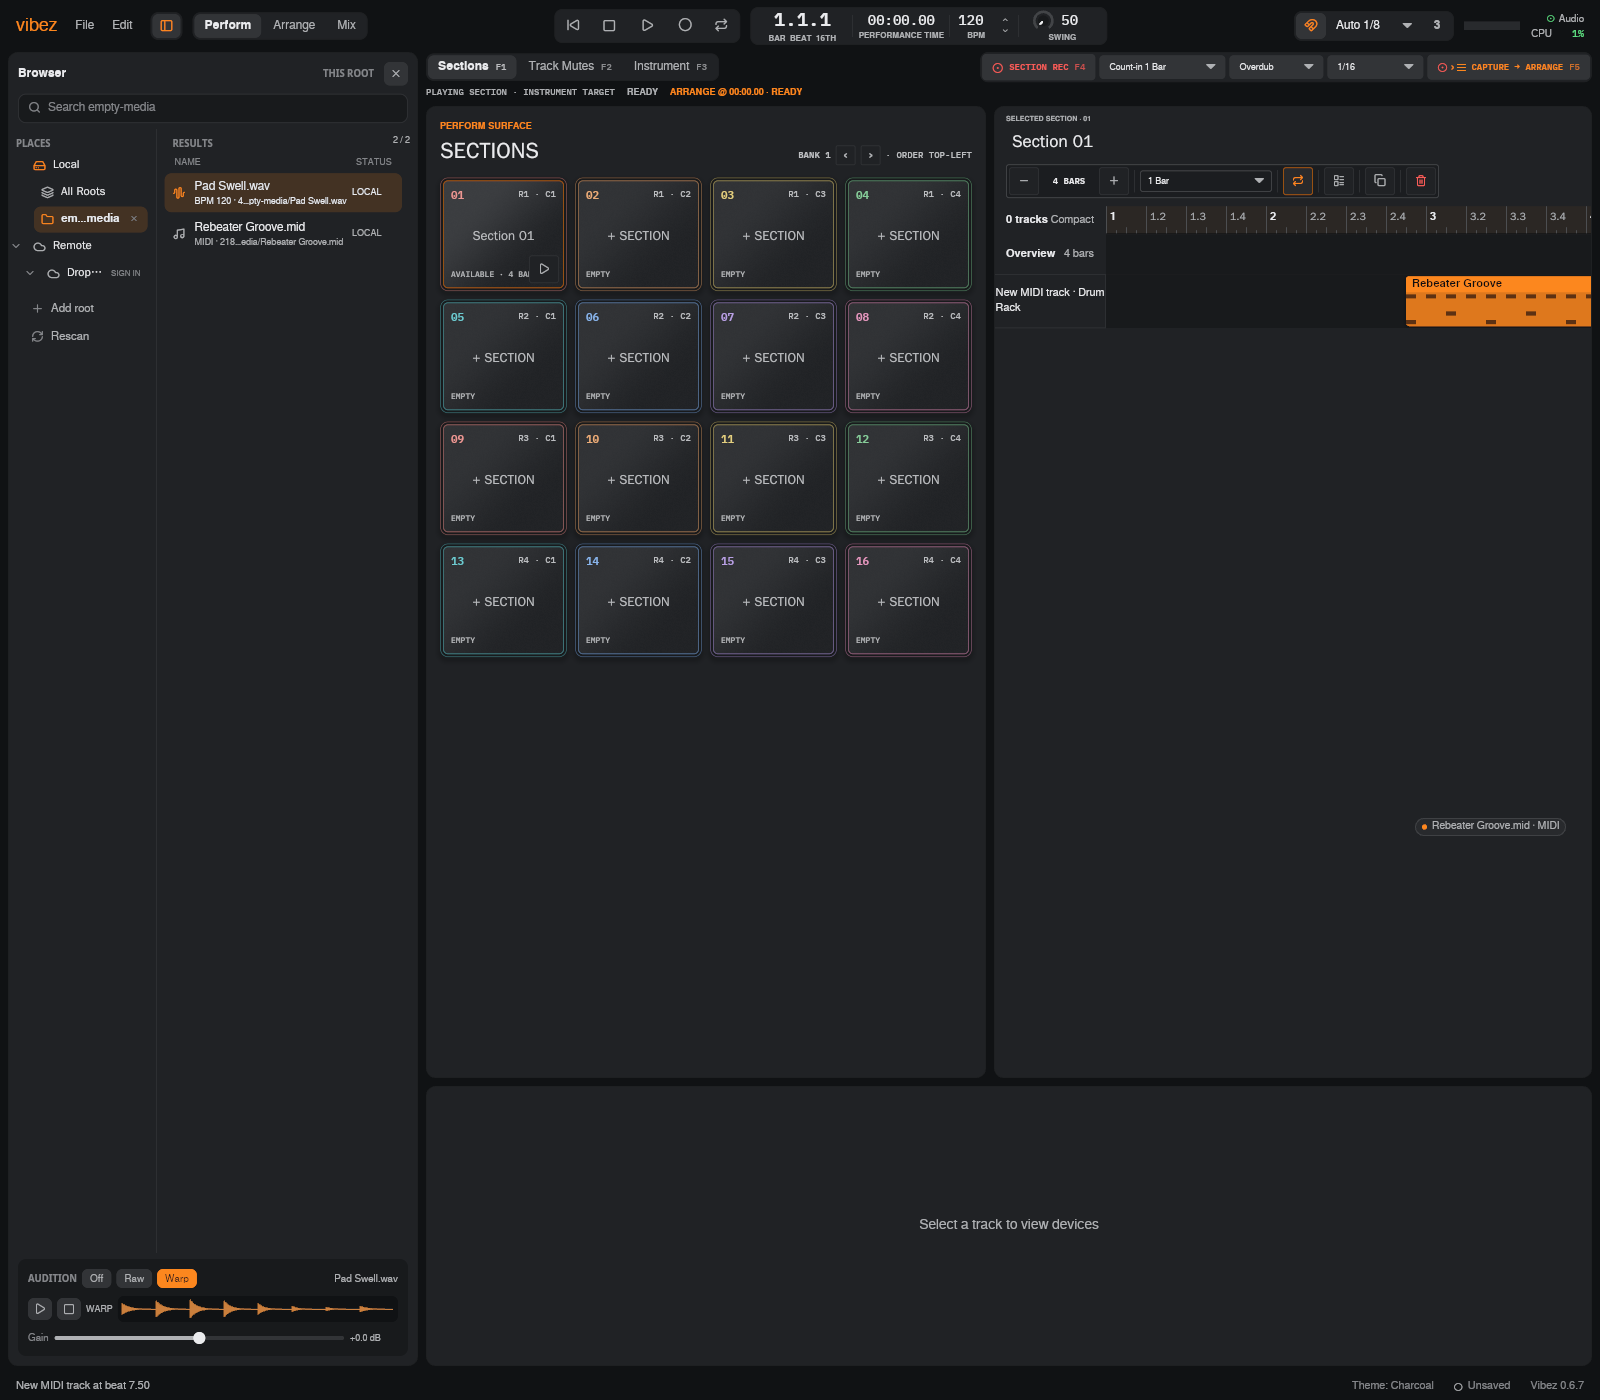 vibez File Edit Perform Arrange Mix
1.1.1 00:00.00 120 50
BAR BEAT 16TH PERFORMANCE TIME BPM SWING
Auto 1/8 3 Audio
CPU 1%
Browser THIS ROOT
Search empty-media
PLACES
Local
All Roots
em...media
Remote
Drop··· SIGN IN
Add root
Rescan
RESULTS 2/2
NAME STATUS
Pad Swell.wav LOCAL
BPM 120 · 4...pty-media/Pad Swell.wav
Rebeater Groove.mid LOCAL
MIDI · 218...edia/Rebeater Groove.mid
AUDITION Off Raw Warp Pad Swell.wav
WARP
Gain +0.0 dB
Sections F1 Track Mutes F2 Instrument F3
SECTION REC F4 Count-in 1 Bar Overdub 1/16 CAPTURE → ARRANGE F5
PLAYING SECTION · INSTRUMENT TARGET READY ARRANGE @ 00:00.00 · READY
PERFORM SURFACE
SECTIONS BANK 1 ‹ › · ORDER TOP-LEFT
01 R1 · C1 02 R1 · C2 03 R1 · C3 04 R1 · C4
Section 01 + SECTION + SECTION + SECTION
AVAILABLE · 4 BA EMPTY EMPTY EMPTY
05 R2 · C1 06 R2 · C2 07 R2 · C3 08 R2 · C4
+ SECTION + SECTION + SECTION + SECTION
EMPTY EMPTY EMPTY EMPTY
09 R3 · C1 10 R3 · C2 11 R3 · C3 12 R3 · C4
+ SECTION + SECTION + SECTION + SECTION
EMPTY EMPTY EMPTY EMPTY
13 R4 · C1 14 R4 · C2 15 R4 · C3 16 R4 · C4
+ SECTION + SECTION + SECTION + SECTION
EMPTY EMPTY EMPTY EMPTY
SELECTED SECTION · 01
Section 01
− 4 BARS + 1 Bar
0 tracks Compact 1 1.2 1.3 1.4 2 2.2 2.3 2.4 3 3.2 3.3 3.4
Overview 4 bars
New MIDI track · Drum
Rack
Rebeater Groove
Rebeater Groove.mid · MIDI
Select a track to view devices
New MIDI track at beat 7.50 Theme: Charcoal Unsaved Vibez 0.6.7